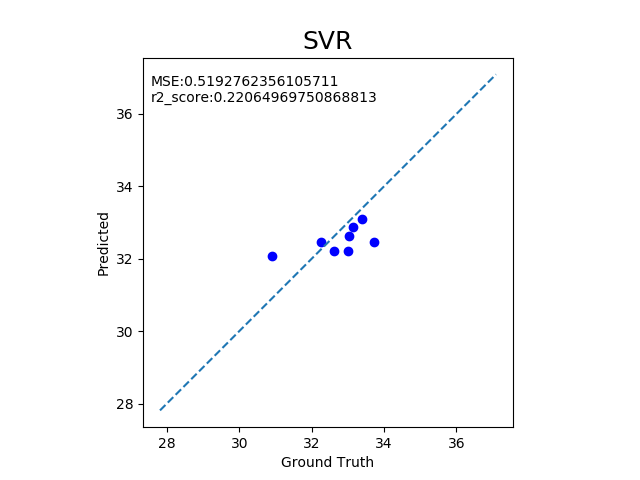 SVR
MSE:0.5192762356105711
r2_score:0.22064969750868813
36
34
32
30
28
Predicted
28 30 32 34 36
Ground Truth